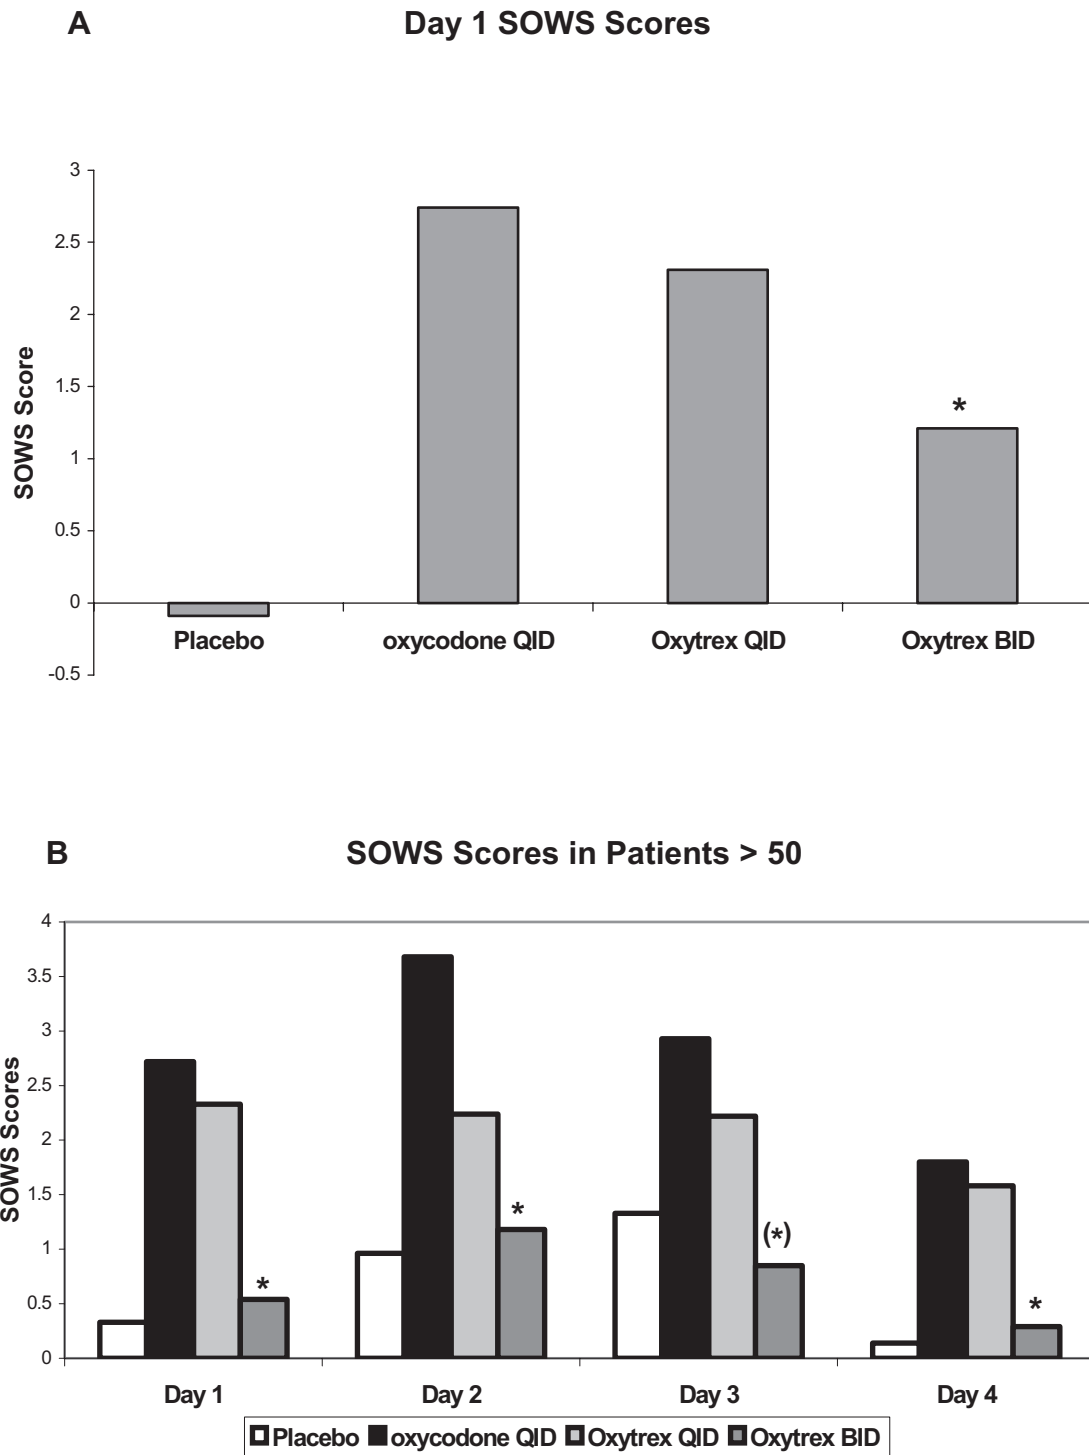 A
Day 1 SOWS Scores
3
2.5
2
1.5
1
0.5
0
-0.5
SOWS Score
*
Placebo
oxycodone QID
Oxytrex QID
Oxytrex BID
B
SOWS Scores in Patients > 50
4
3.5
3
2.5
2
1.5
1
0.5
0
SOWS Scores
*
*
(*)
*
Day 1
Day 2
Day 3
Day 4
Placebo oxycodone QID Oxytrex QID Oxytrex BID